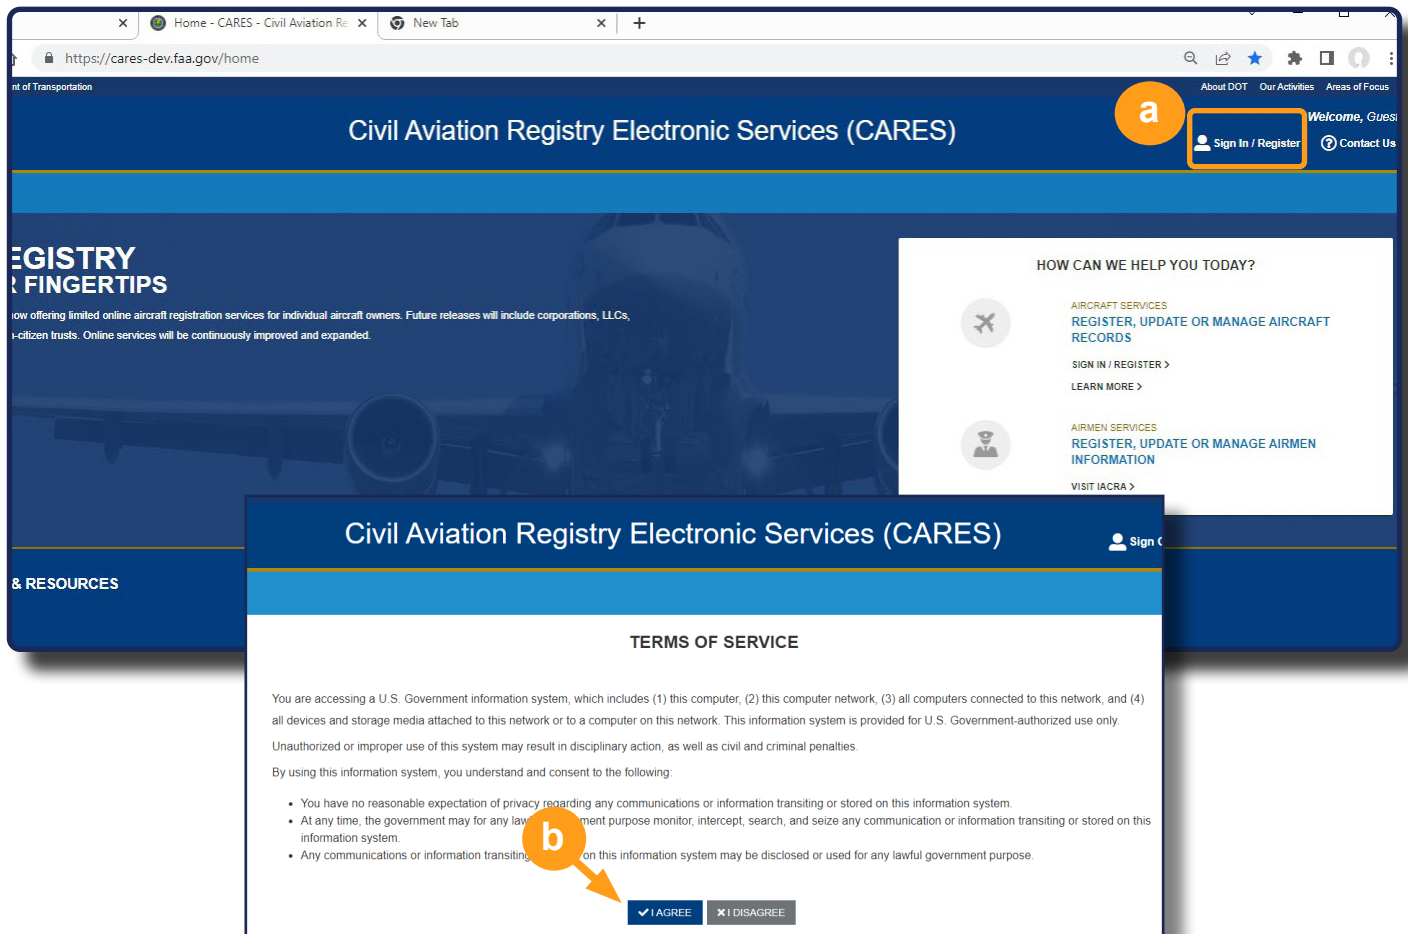 Home - CARES - Civil Aviation Re
New Tab
https://cares-dev.faa.gov/home
nt of Transportation
About DOT Our Activities Areas of Focus
a
Civil Aviation Registry Electronic Services (CARES)
Welcome, Gues
Sign In / Register
Contact Us
EGISTRY
R FINGERTIPS
ow offering limited online aircraft registration services for individual aircraft owners. Future releases will include corporations, LLCs,
-citizen trusts. Online services will be continuously improved and expanded.
HOW CAN WE HELP YOU TODAY?
AIRCRAFT SERVICES
REGISTER, UPDATE OR MANAGE AIRCRAFT
RECORDS
SIGN IN / REGISTER >
LEARN MORE >
AIRMEN SERVICES
REGISTER, UPDATE OR MANAGE AIRMEN
INFORMATION
VISIT IACRA >
& RESOURCES
Civil Aviation Registry Electronic Services (CARES)
Sign
TERMS OF SERVICE
You are accessing a U.S. Government information system, which includes (1) this computer, (2) this computer network, (3) all computers connected to this network, and (4)
all devices and storage media attached to this network or to a computer on this network. This information system is provided for U.S. Government-authorized use only.
Unauthorized or improper use of this system may result in disciplinary action, as well as civil and criminal penalties.
By using this information system, you understand and consent to the following:
• You have no reasonable expectation of privacy regarding any communications or information transiting or stored on this information system.
• At any time, the government may for any law ment purpose monitor, intercept, search, and seize any communication or information transiting or stored on this
information system.
• Any communications or information transiting on this information system may be disclosed or used for any lawful government purpose.
b
I AGREE
I DISAGREE